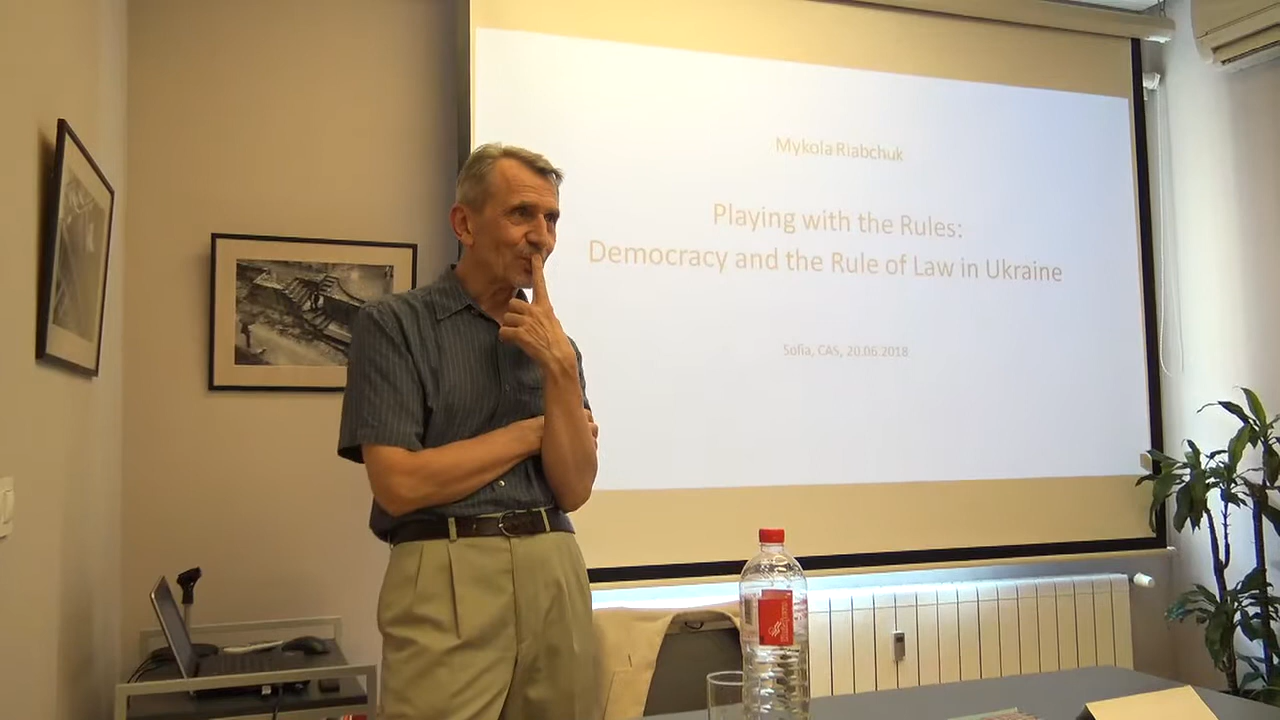 Mykola Riabchuk
Playing with the Rules:
Democracy and the Rule of Law in Ukraine
Sofia, CAS, 20.06.2018